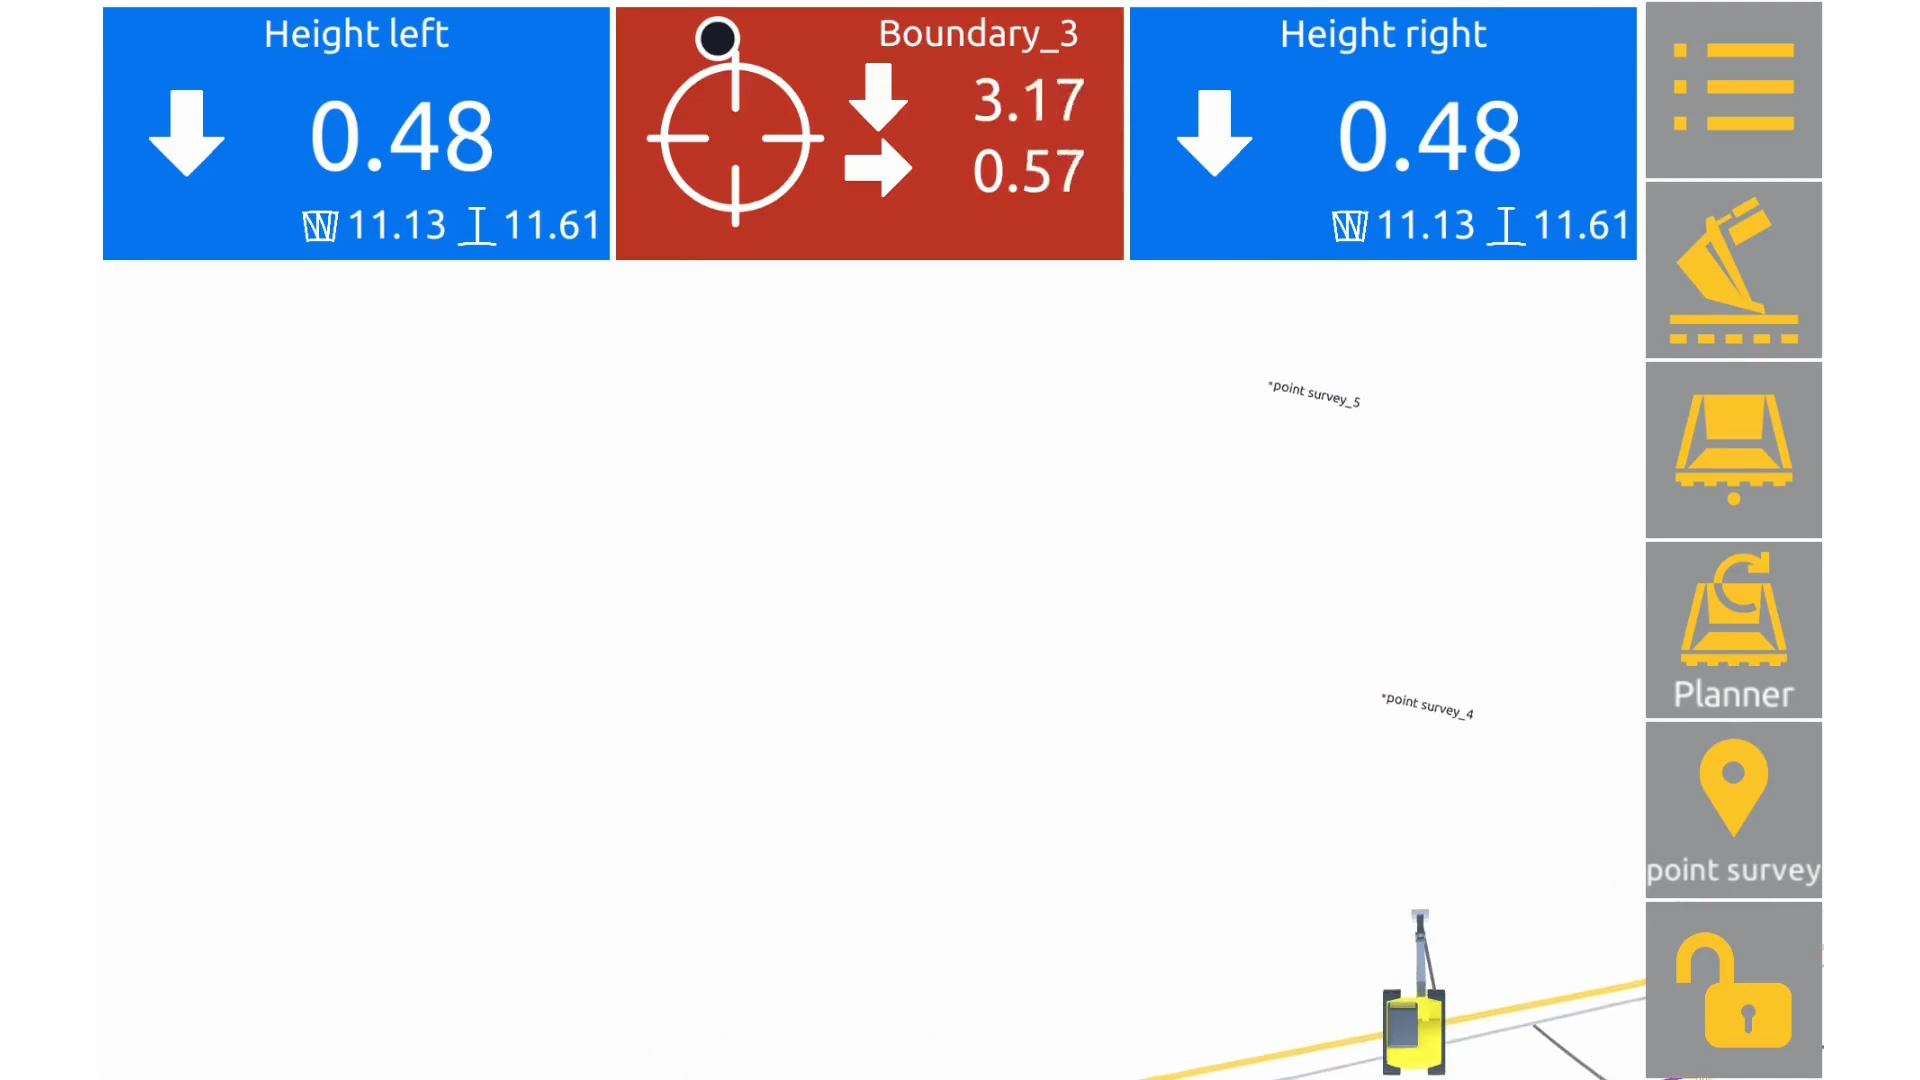 Height left
0.48
11.13 11.61
Boundary_3
3.17
0.57
Height right
0.48
11.13 11.61
*point survey_5
*point survey_4
Planner
point survey